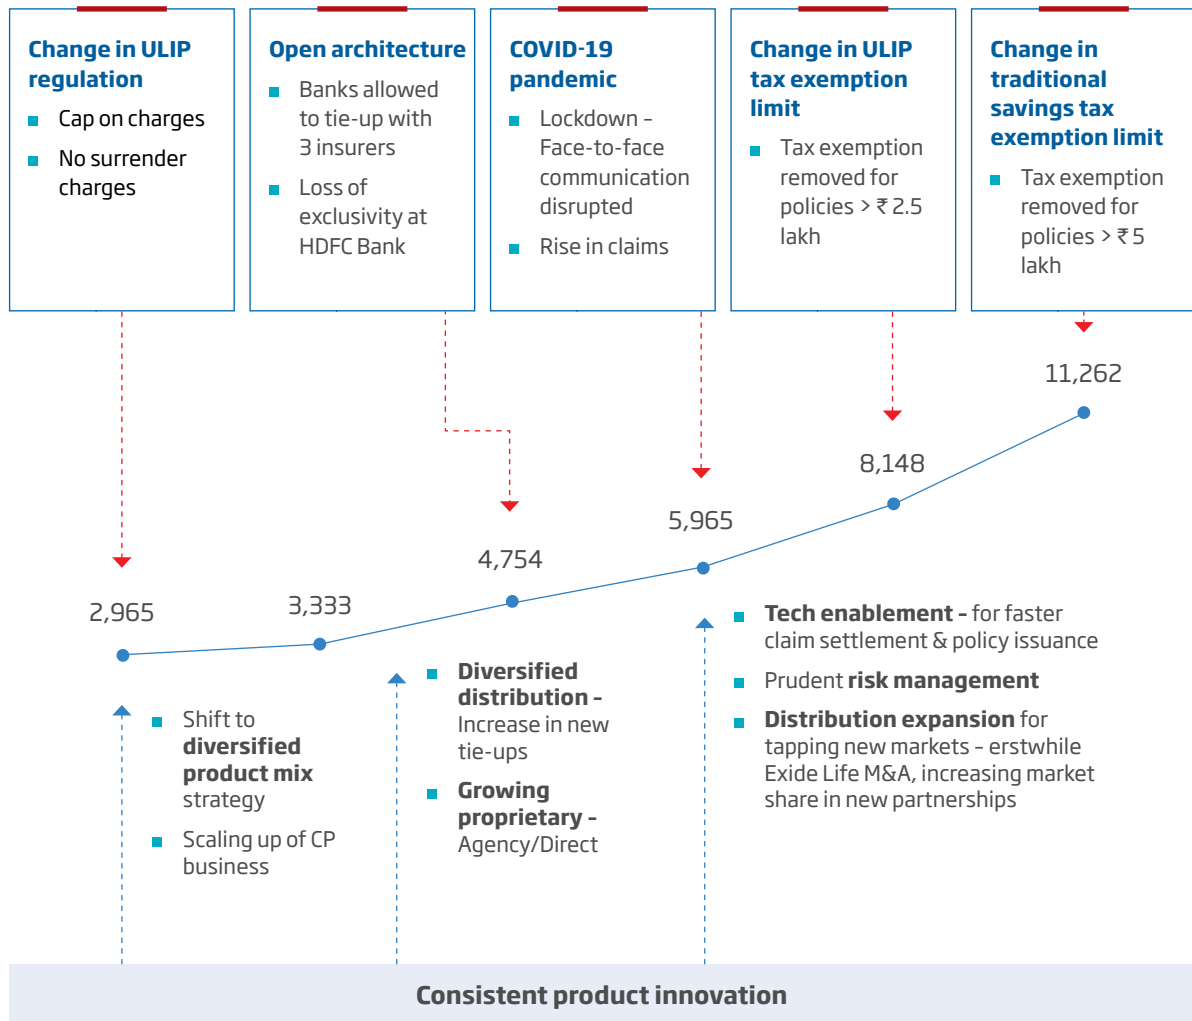 Change in ULIP
regulation
Cap on charges
No surrender
charges
Open architecture
Banks allowed
to tie-up with
3 insurers
Loss of
exclusivity at
HDFC Bank
COVID-19
pandemic
Lockdown –
Face-to-face
communication
disrupted
Rise in claims
Change in ULIP
tax exemption
limit
Tax exemption
removed for
policies > ₹ 2.5
lakh
Change in
traditional
savings tax
exemption limit
Tax exemption
removed for
policies > ₹ 5
lakh
2,965
3,333
4,754
5,965
8,148
11,262
Shift to
diversified
product mix
strategy
Scaling up of CP
business
Diversified
distribution –
Increase in new
tie-ups
Growing
proprietary –
Agency/Direct
Tech enablement – for faster
claim settlement & policy issuance
Prudent risk management
Distribution expansion for
tapping new markets – erstwhile
Exide Life M&A, increasing market
share in new partnerships
Consistent product innovation